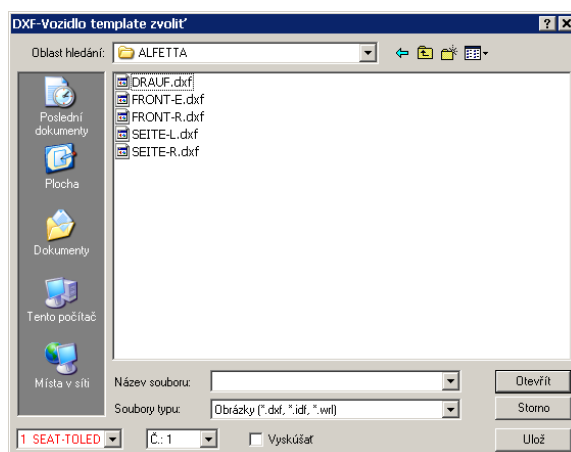 DXF-Vozidlo template zvoliť
Oblast hledání: ALFETTA
DRAUF.dxf
FRONT-E.dxf
FRONT-R.dxf
SEITE-L.dxf
SEITE-R.dxf
Poslední
dokumenty
Plocha
Dokumenty
Tento počítač
Místa v síti
Název souboru: Otevřít
Soubory typu: Obrázky (*.dxf, *.idf, *.wrl) Storno
1 SEAT-TOLED Č.: 1 Vyskúšať Ulož